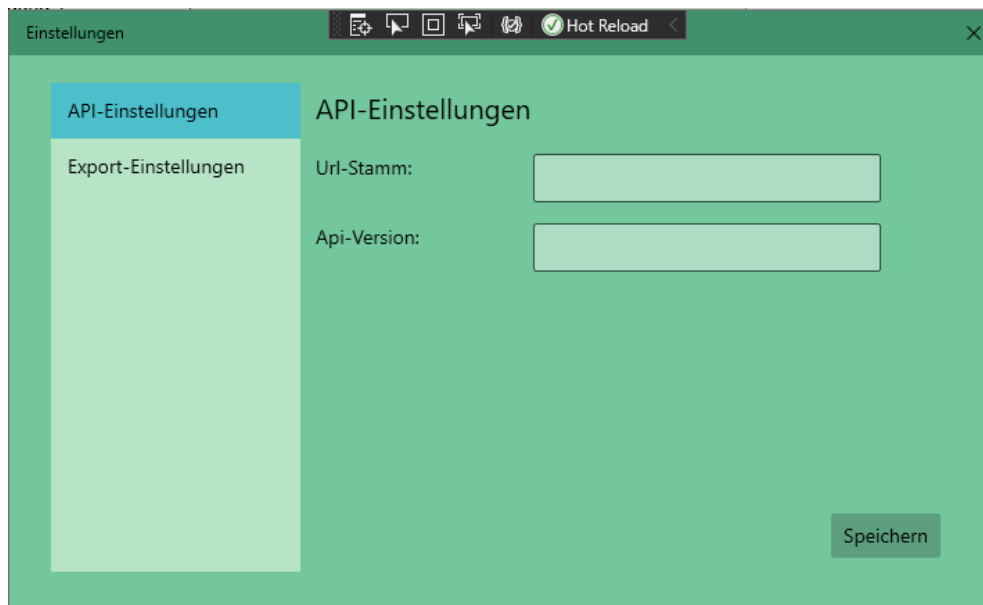 Einstellungen
Hot Reload
API-Einstellungen
Export-Einstellungen
API-Einstellungen
Url-Stamm:
Api-Version:
Speichern